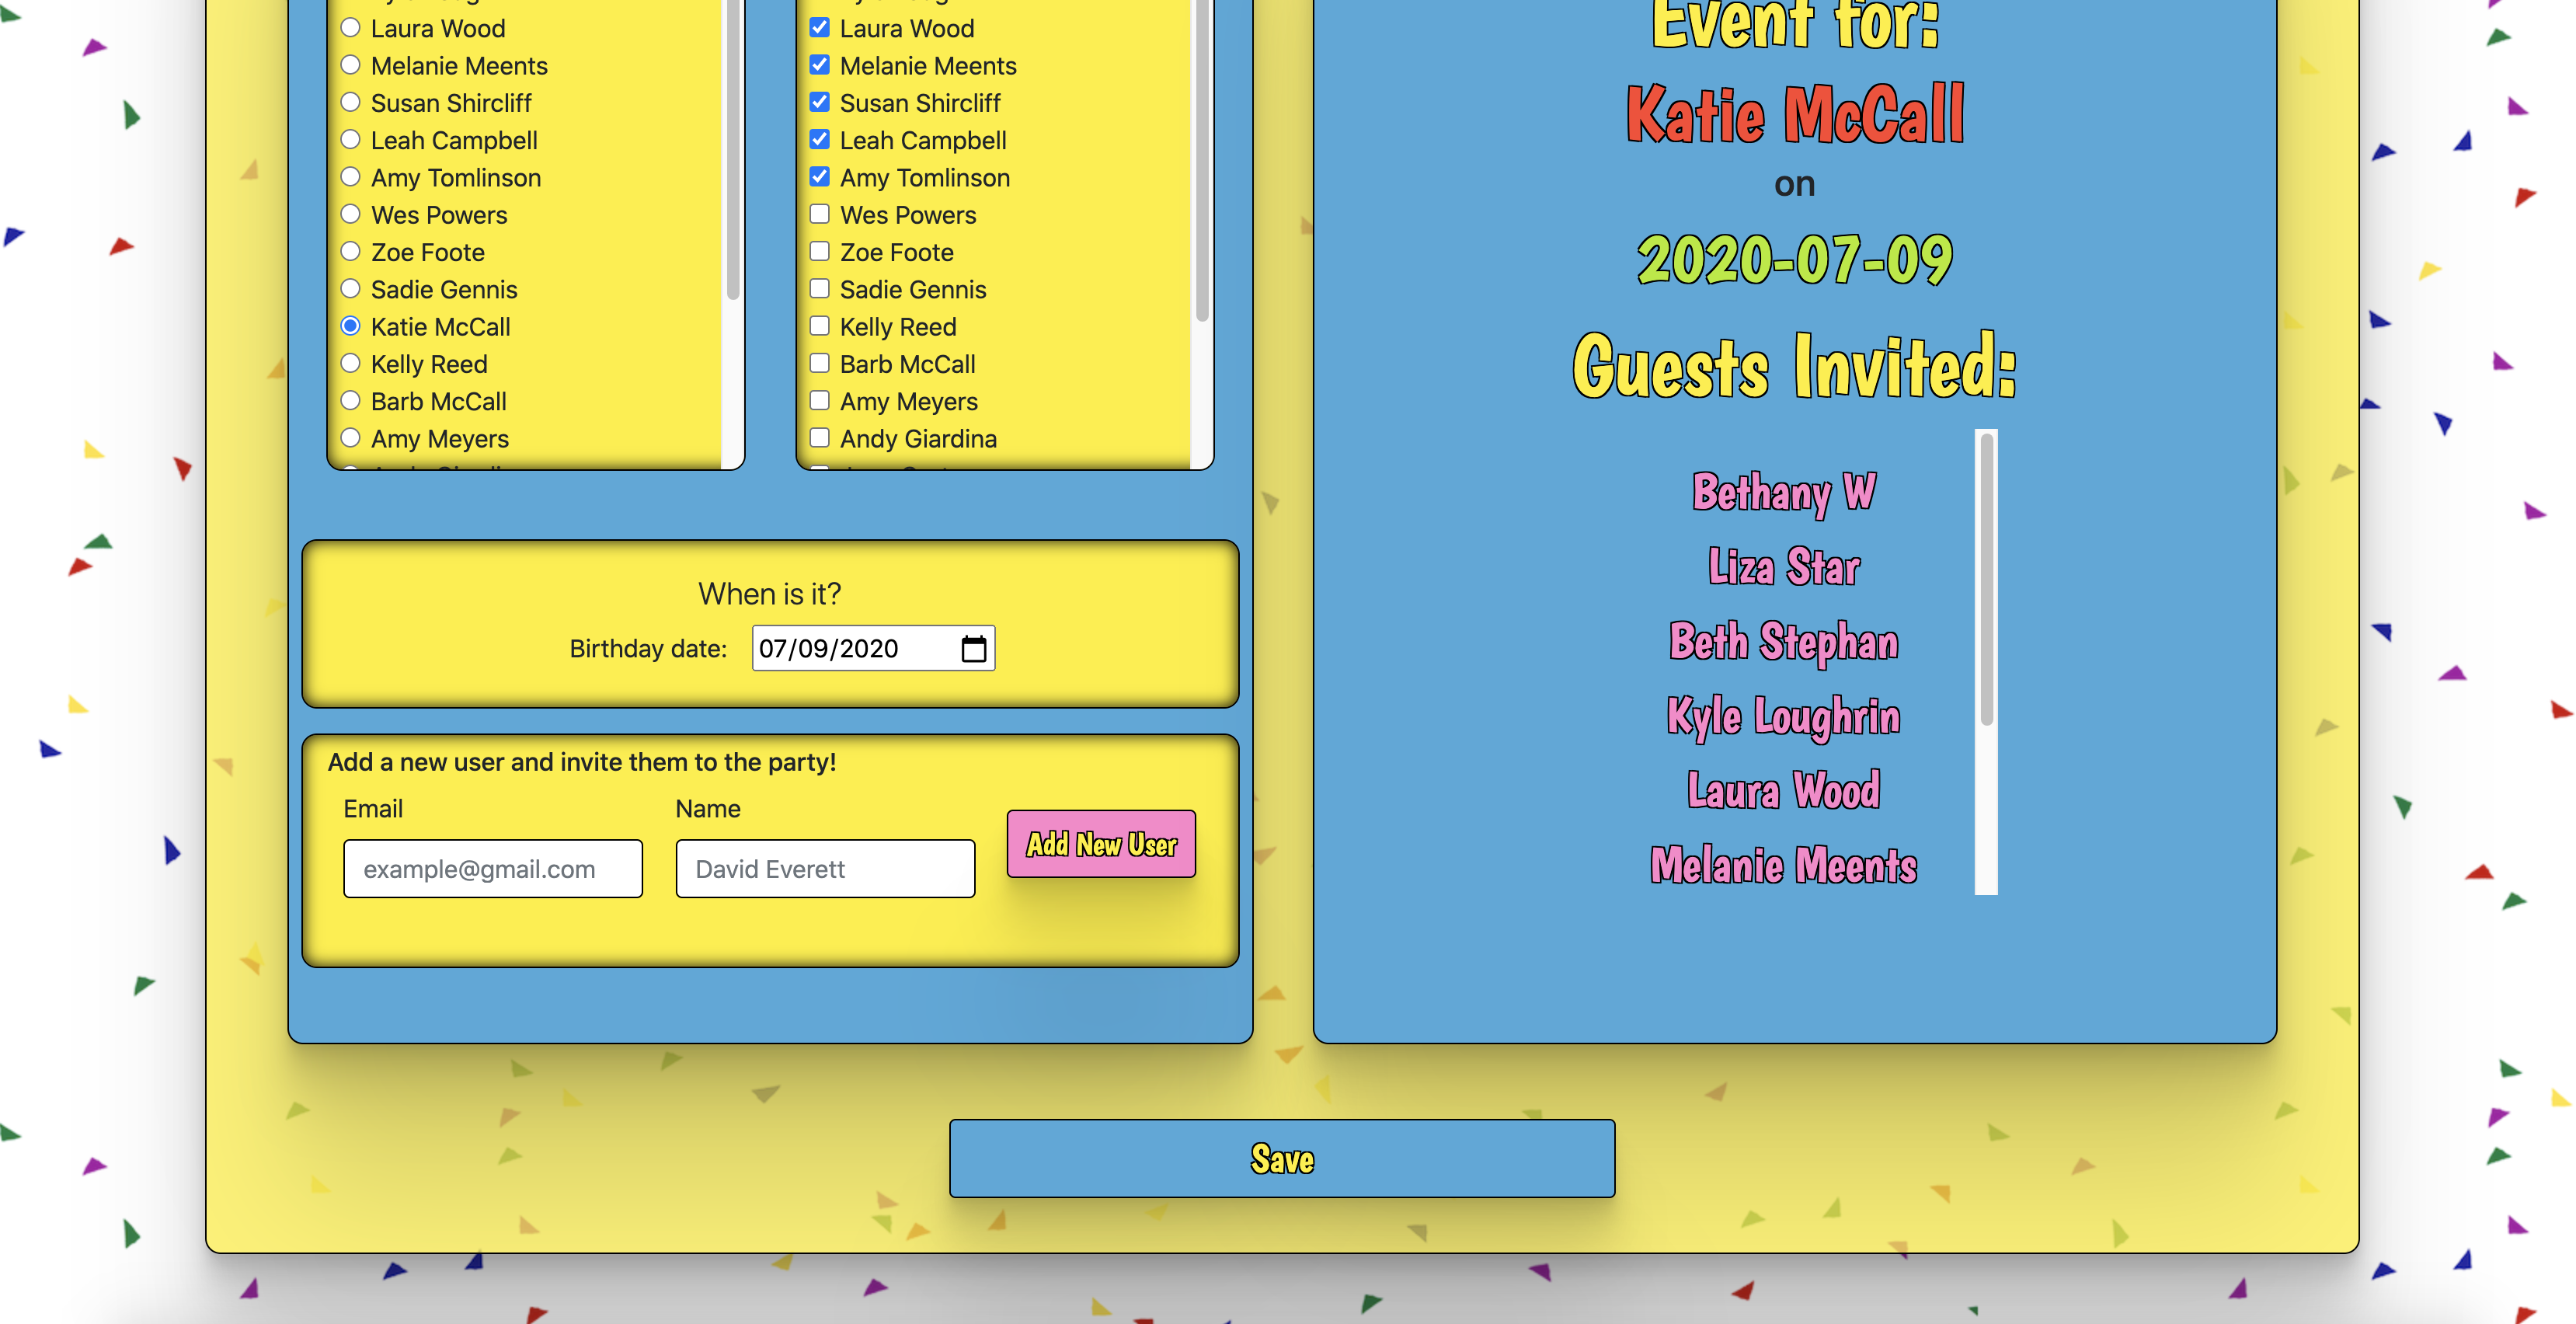 Laura Wood
Melanie Meents
Susan Shircliff
Leah Campbell
Amy Tomlinson
Wes Powers
Zoe Foote
Sadie Gennis
Katie McCall
Kelly Reed
Barb McCall
Amy Meyers
Laura Wood
Melanie Meents
Susan Shircliff
Leah Campbell
Amy Tomlinson
Wes Powers
Zoe Foote
Sadie Gennis
Kelly Reed
Barb McCall
Amy Meyers
Andy Giardina
When is it?
Birthday date: 07/09/2020
Add a new user and invite them to the party!
Email Name
example@gmail.com David Everett
Add New User
Event for:
Katie McCall
on
2020-07-09
Guests Invited:
Bethany W
Liza Star
Beth Stephan
Kyle Loughrin
Laura Wood
Melanie Meents
Save